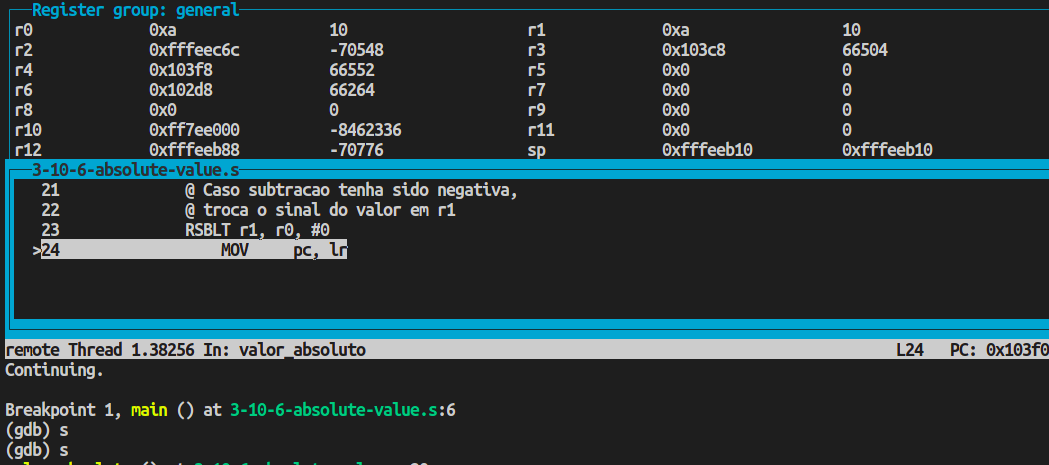 Register group: general
r0 0xa 10 r1 0xa 10
r2 0xfffeec6c -70548 r3 0x103c8 66504
r4 0x103f8 66552 r5 0x0 0
r6 0x102d8 66264 r7 0x0 0
r8 0x0 0 r9 0x0 0
r10 0xff7ee000 -8462336 r11 0x0 0
r12 0xfffeeb88 -70776 sp 0xfffeeb10 0xfffeeb10
3-10-6-absolute-value.s
21 @ Caso subtracao tenha sido negativa,
22 @ troca o sinal do valor em r1
23 RSBLT r1, r0, #0
>24 MOV pc, lr
remote Thread 1.38256 In: valor_absoluto L24 PC: 0x103f0
Continuing.
Breakpoint 1, main () at 3-10-6-absolute-value.s:6
(gdb) s
(gdb) s